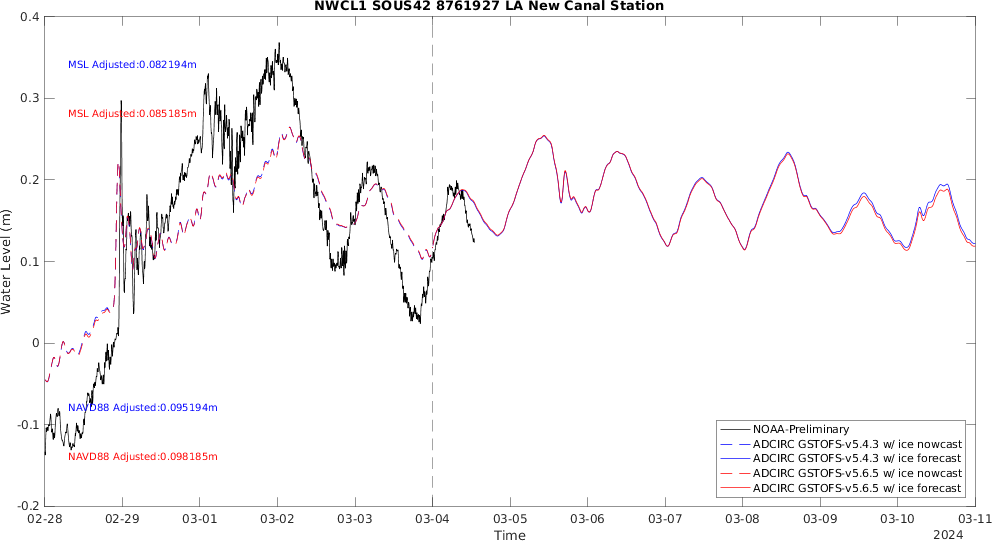 NWCL1 SOUS42 8761927 LA New Canal Station
0.4
0.3
0.2
0.1
0
-0.1
-0.2
Water Level (m)
MSL Adjusted:0.082194m
MSL Adjusted:0.085185m
NAVD88 Adjusted:0.095194m
NAVD88 Adjusted:0.098185m
NOAA-Preliminary
ADCIRC GSTOFS-v5.4.3 w/ ice nowcast
ADCIRC GSTOFS-v5.4.3 w/ ice forecast
ADCIRC GSTOFS-v5.6.5 w/ ice nowcast
ADCIRC GSTOFS-v5.6.5 w/ ice forecast
02-28 02-29 03-01 03-02 03-03 03-04 03-05 03-06 03-07 03-08 03-09 03-10 03-11
Time
2024